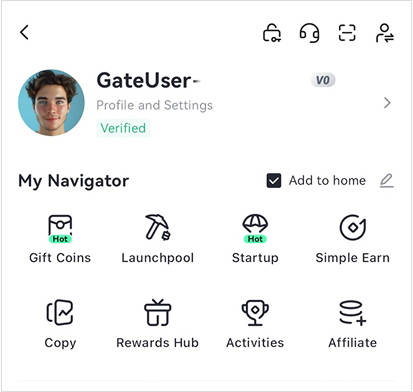 GateUser-
V0
Profile and Settings
Verified
My Navigator
Add to home
Hot
Hot
Gift Coins
Launchpool
Startup
Simple Earn
Copy
Rewards Hub
Activities
Affiliate